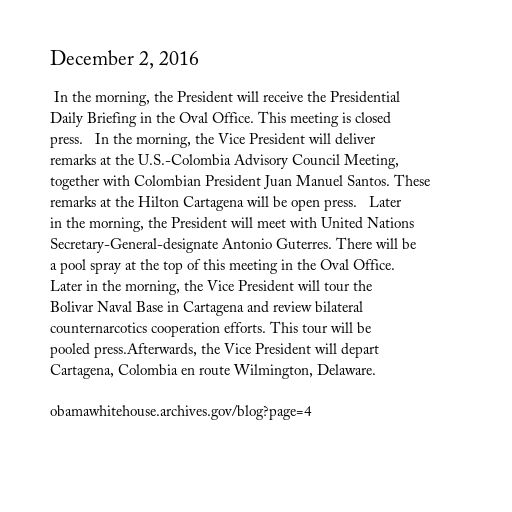 December 2, 2016
In the morning, the President will receive the Presidential
Daily Briefing in the Oval Office. This meeting is closed
press.   In the morning, the Vice President will deliver
remarks at the U.S.-Colombia Advisory Council Meeting,
together with Colombian President Juan Manuel Santos. These
remarks at the Hilton Cartagena will be open press.   Later
in the morning, the President will meet with United Nations
Secretary-General-designate Antonio Guterres. There will be
a pool spray at the top of this meeting in the Oval Office.
Later in the morning, the Vice President will tour the
Bolivar Naval Base in Cartagena and review bilateral
counternarcotics cooperation efforts. This tour will be
pooled press.Afterwards, the Vice President will depart
Cartagena, Colombia en route Wilmington, Delaware.
obamawhitehouse.archives.gov/blog?page=4